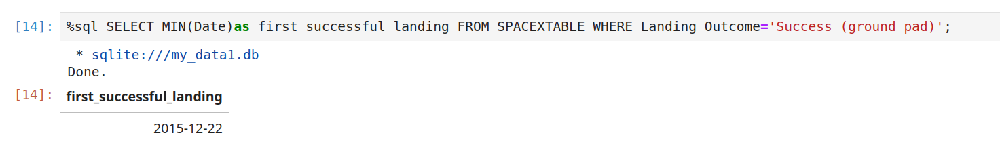 [14]: %sql SELECT MIN(Date)as first_successful_landing FROM SPACEXTABLE WHERE Landing_Outcome='Success (ground pad)';
* sqlite:///my_data1.db
Done.
[14]: first_successful_landing
2015-12-22